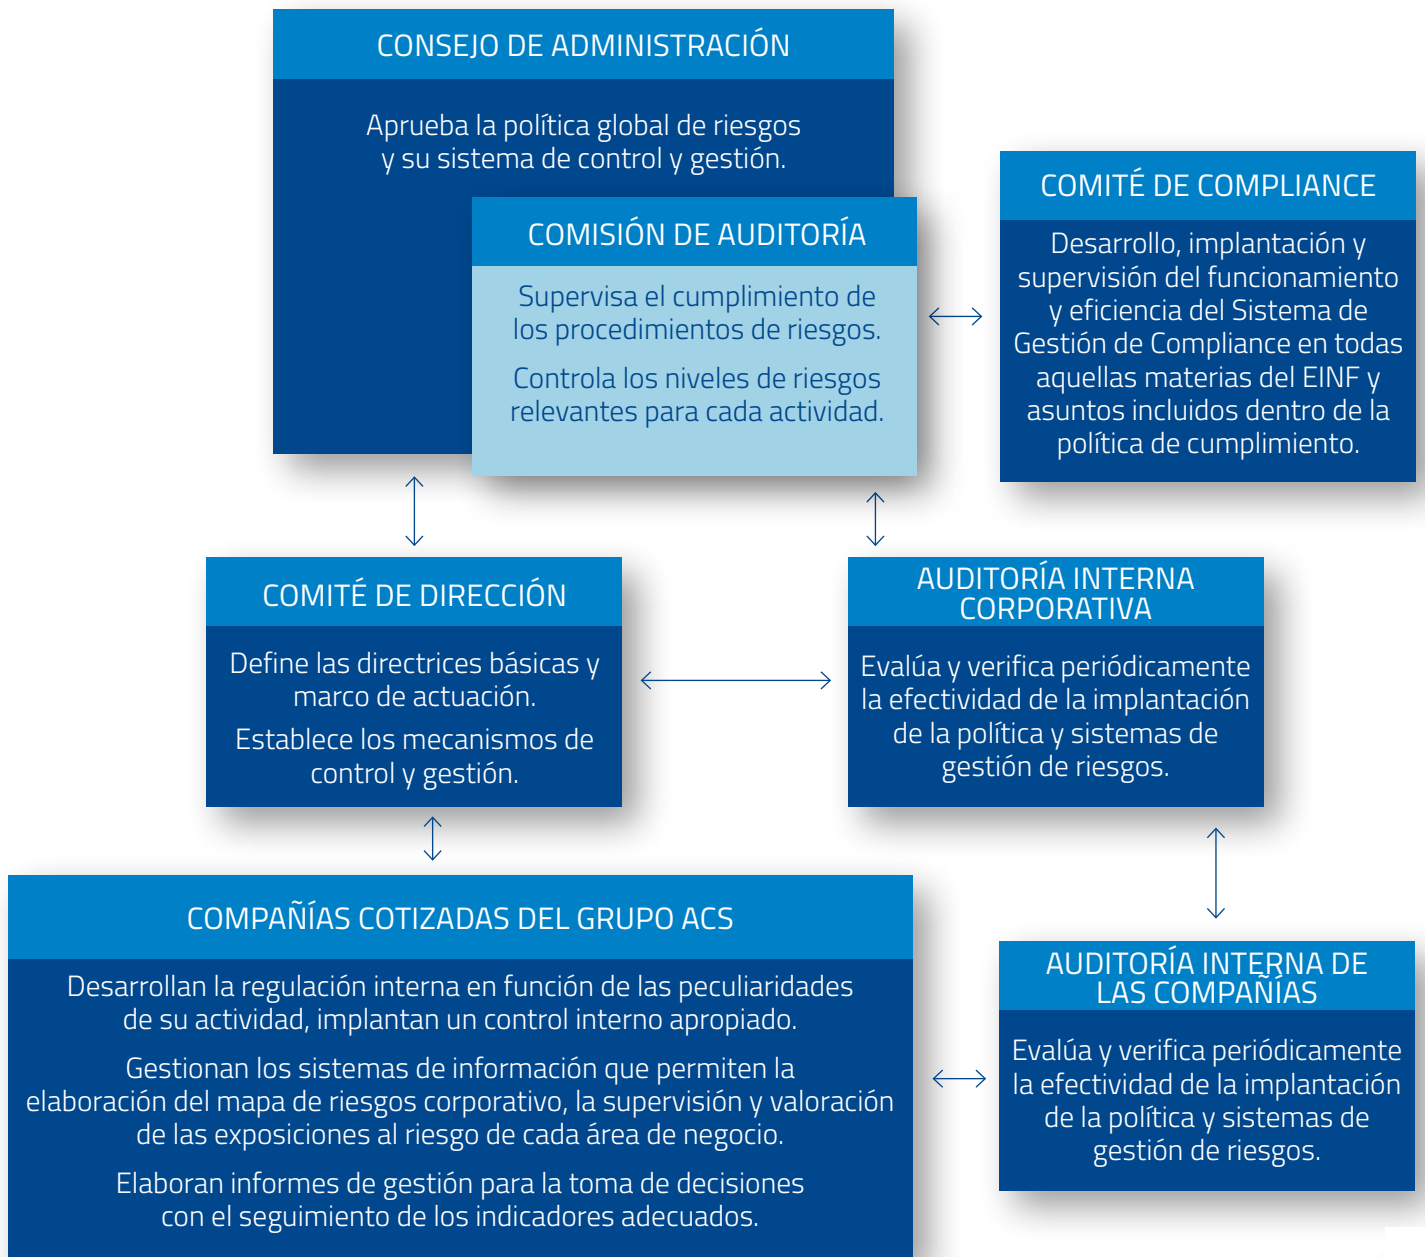 CONSEJO DE ADMINISTRACIÓN
Aprueba la política global de riesgos
y su sistema de control y gestión.
COMISIÓN DE AUDITORÍA
Supervisa el cumplimiento de
los procedimientos de riesgos.
Controla los niveles de riesgos
relevantes para cada actividad.
COMITÉ DE COMPLIANCE
Desarrollo, implantación y
supervisión del funcionamiento
y eficiencia del Sistema de
Gestión de Compliance en todas
aquellas materias del EINF y
asuntos incluidos dentro de la
política de cumplimiento.
COMITÉ DE DIRECCIÓN
Define las directrices básicas y
marco de actuación.
Establece los mecanismos de
control y gestión.
AUDITORÍA INTERNA
CORPORATIVA
Evalúa y verifica periódicamente
la efectividad de la implantación
de la política y sistemas de
gestión de riesgos.
COMPAÑÍAS COTIZADAS DEL GRUPO ACS
Desarrollan la regulación interna en función de las peculiaridades
de su actividad, implantan un control interno apropiado.
Gestionan los sistemas de información que permiten la
elaboración del mapa de riesgos corporativo, la supervisión y valoración
de las exposiciones al riesgo de cada área de negocio.
Elaboran informes de gestión para la toma de decisiones
con el seguimiento de los indicadores adecuados.
AUDITORÍA INTERNA DE
LAS COMPAÑÍAS
Evalúa y verifica periódicamente
la efectividad de la implantación
de la política y sistemas de
gestión de riesgos.